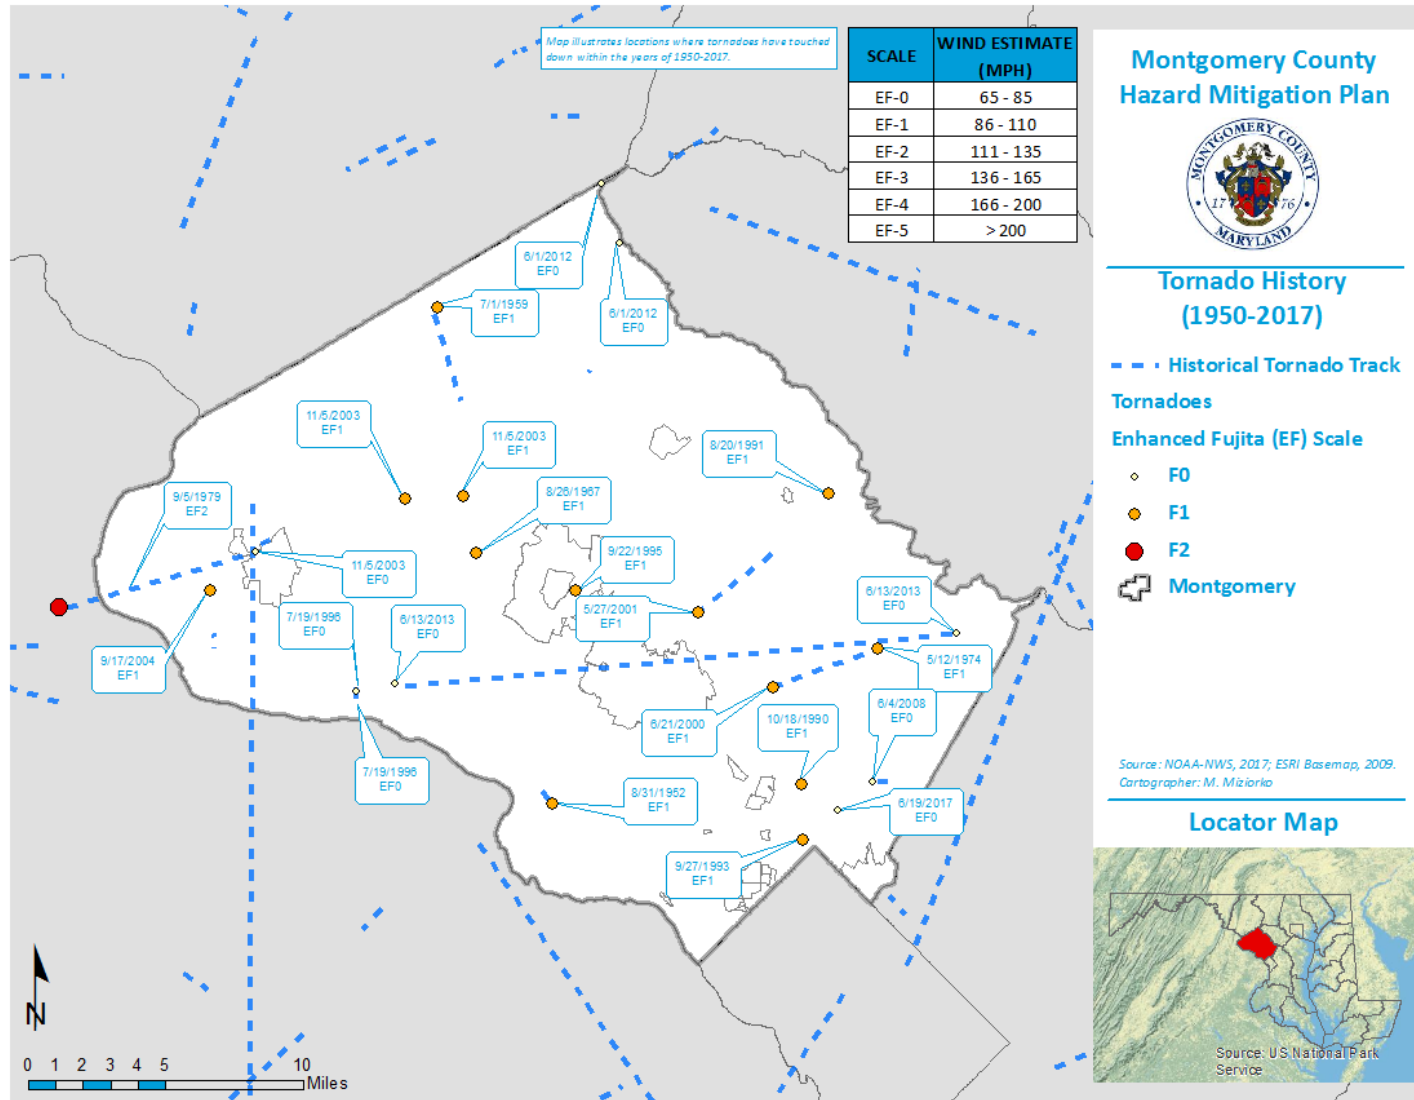 Map illustrates locations where tornadoes have touched
down within the years of 1950-2017.
SCALE
WIND ESTIMATE
(MPH)
EF-0 65 - 85
EF-1 86 - 110
EF-2 111 - 135
EF-3 136 - 165
EF-4 166 - 200
EF-5 > 200
6/1/2012
EF0
7/1/1959
EF1
6/1/2012
EF0
11/5/2003
EF1
11/5/2003
EF1
8/20/1991
EF1
9/5/1979
EF2
8/26/1967
EF1
11/5/2003
EF0
9/22/1995
EF1
5/27/2001
EF1
6/13/2013
EF0
7/19/1996
EF0
6/13/2013
EF0
9/17/2004
EF1
5/12/1974
EF1
6/21/2000
EF1
10/18/1990
EF1
6/4/2008
EF0
7/19/1996
EF0
8/31/1952
EF1
6/19/2017
EF0
9/27/1993
EF1
N
0 1 2 3 4 5 10
Miles
Montgomery County
Hazard Mitigation Plan
MONTGOMERY COUNTY
17 76
MARYLAND
Tornado History
(1950-2017)
Historical Tornado Track
Tornadoes
Enhanced Fujita (EF) Scale
F0
F1
F2
Montgomery
Source: NOAA-NWS, 2017; ESRI Basemap, 2009.
Cartographer: M. Miziorko
Locator Map
Source: US National Park
Service